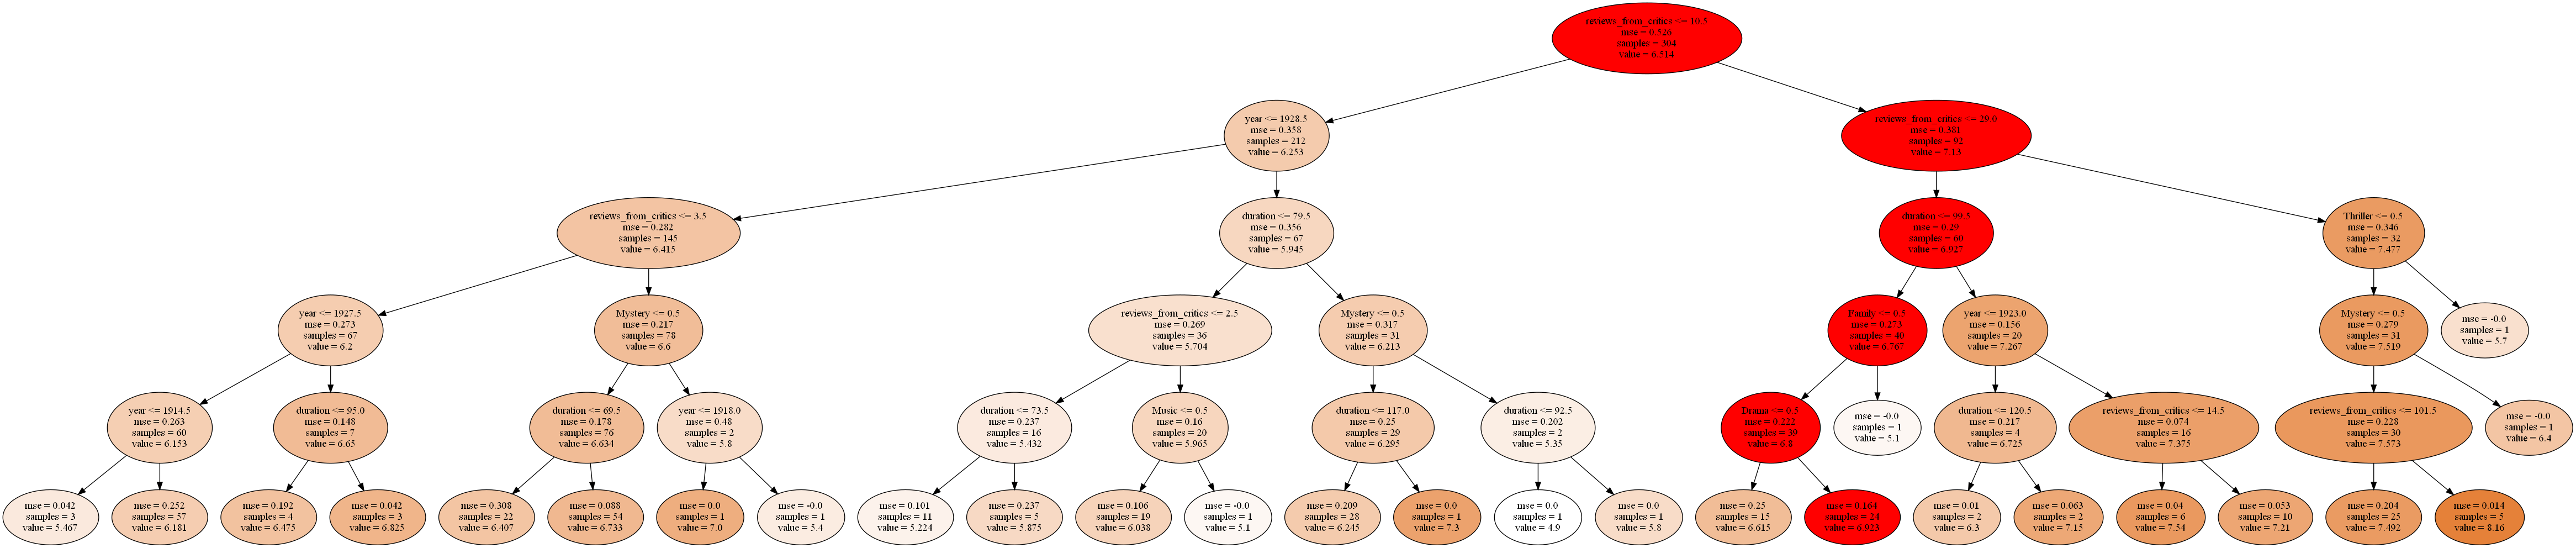 reviews_from_critics <= 10.5
mse = 0.526
samples = 304
value = 6.514
year <= 1928.5
mse = 0.358
samples = 212
value = 6.253
reviews_from_critics <= 29.0
mse = 0.381
samples = 92
value = 7.13
reviews_from_critics <= 3.5
mse = 0.282
samples = 145
value = 6.415
duration <= 79.5
mse = 0.356
samples = 67
value = 5.945
duration <= 99.5
mse = 0.29
samples = 60
value = 6.927
Thriller <= 0.5
mse = 0.346
samples = 32
value = 7.477
year <= 1927.5
mse = 0.273
samples = 67
value = 6.2
Mystery <= 0.5
mse = 0.217
samples = 78
value = 6.6
reviews_from_critics <= 2.5
mse = 0.269
samples = 36
value = 5.704
Mystery <= 0.5
mse = 0.317
samples = 31
value = 6.213
Family <= 0.5
mse = 0.273
samples = 40
value = 6.767
year <= 1923.0
mse = 0.156
samples = 20
value = 7.267
Mystery <= 0.5
mse = 0.279
samples = 31
value = 7.519
mse = -0.0
samples = 1
value = 5.7
year <= 1914.5
mse = 0.263
samples = 60
value = 6.153
duration <= 95.0
mse = 0.148
samples = 7
value = 6.65
duration <= 69.5
mse = 0.178
samples = 76
value = 6.634
year <= 1918.0
mse = 0.48
samples = 2
value = 5.8
duration <= 73.5
mse = 0.237
samples = 16
value = 5.432
Music <= 0.5
mse = 0.16
samples = 20
value = 5.965
duration <= 117.0
mse = 0.25
samples = 29
value = 6.295
duration <= 92.5
mse = 0.202
samples = 2
value = 5.35
Drama <= 0.5
mse = 0.222
samples = 39
value = 6.8
mse = -0.0
samples = 1
value = 5.1
duration <= 120.5
mse = 0.217
samples = 4
value = 6.725
reviews_from_critics <= 14.5
mse = 0.074
samples = 16
value = 7.375
reviews_from_critics <= 101.5
mse = 0.228
samples = 30
value = 7.573
mse = -0.0
samples = 1
value = 6.4
mse = 0.042
samples = 3
value = 5.467
mse = 0.252
samples = 57
value = 6.181
mse = 0.192
samples = 4
value = 6.475
mse = 0.042
samples = 3
value = 6.825
mse = 0.308
samples = 22
value = 6.407
mse = 0.088
samples = 54
value = 6.733
mse = 0.0
samples = 1
value = 7.0
mse = -0.0
samples = 1
value = 5.4
mse = 0.101
samples = 11
value = 5.224
mse = 0.237
samples = 5
value = 5.875
mse = 0.106
samples = 19
value = 6.038
mse = -0.0
samples = 1
value = 5.1
mse = 0.209
samples = 28
value = 6.245
mse = 0.0
samples = 1
value = 7.3
mse = 0.0
samples = 1
value = 4.9
mse = 0.0
samples = 1
value = 5.8
mse = 0.25
samples = 15
value = 6.615
mse = 0.164
samples = 24
value = 6.923
mse = 0.01
samples = 2
value = 6.3
mse = 0.063
samples = 2
value = 7.15
mse = 0.04
samples = 6
value = 7.54
mse = 0.053
samples = 10
value = 7.21
mse = 0.204
samples = 25
value = 7.492
mse = 0.014
samples = 5
value = 8.16